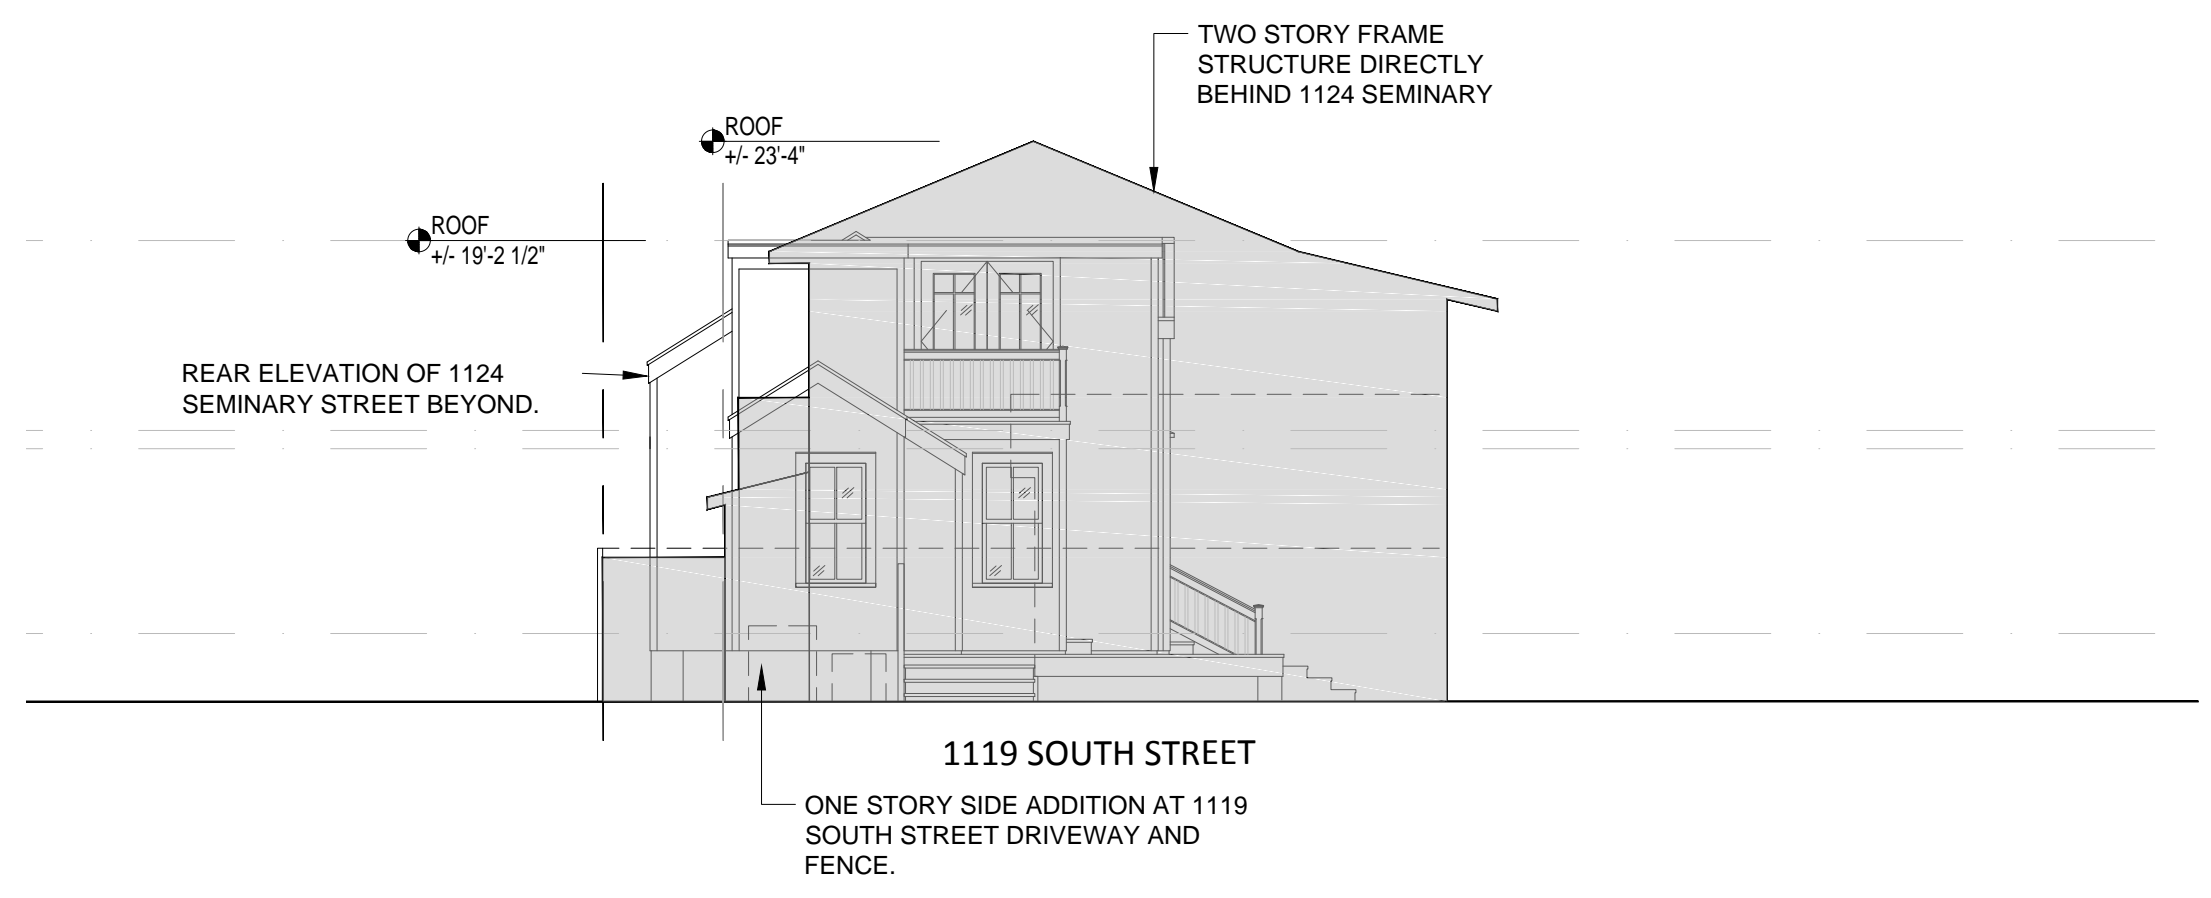 TWO STORY FRAME
STRUCTURE DIRECTLY
BEHIND 1124 SEMINARY
ROOF
+/- 23'-4"
ROOF
+/- 19'-2 1/2"
REAR ELEVATION OF 1124
SEMINARY STREET BEYOND.
1119 SOUTH STREET
ONE STORY SIDE ADDITION AT 1119
SOUTH STREET DRIVEWAY AND
FENCE.